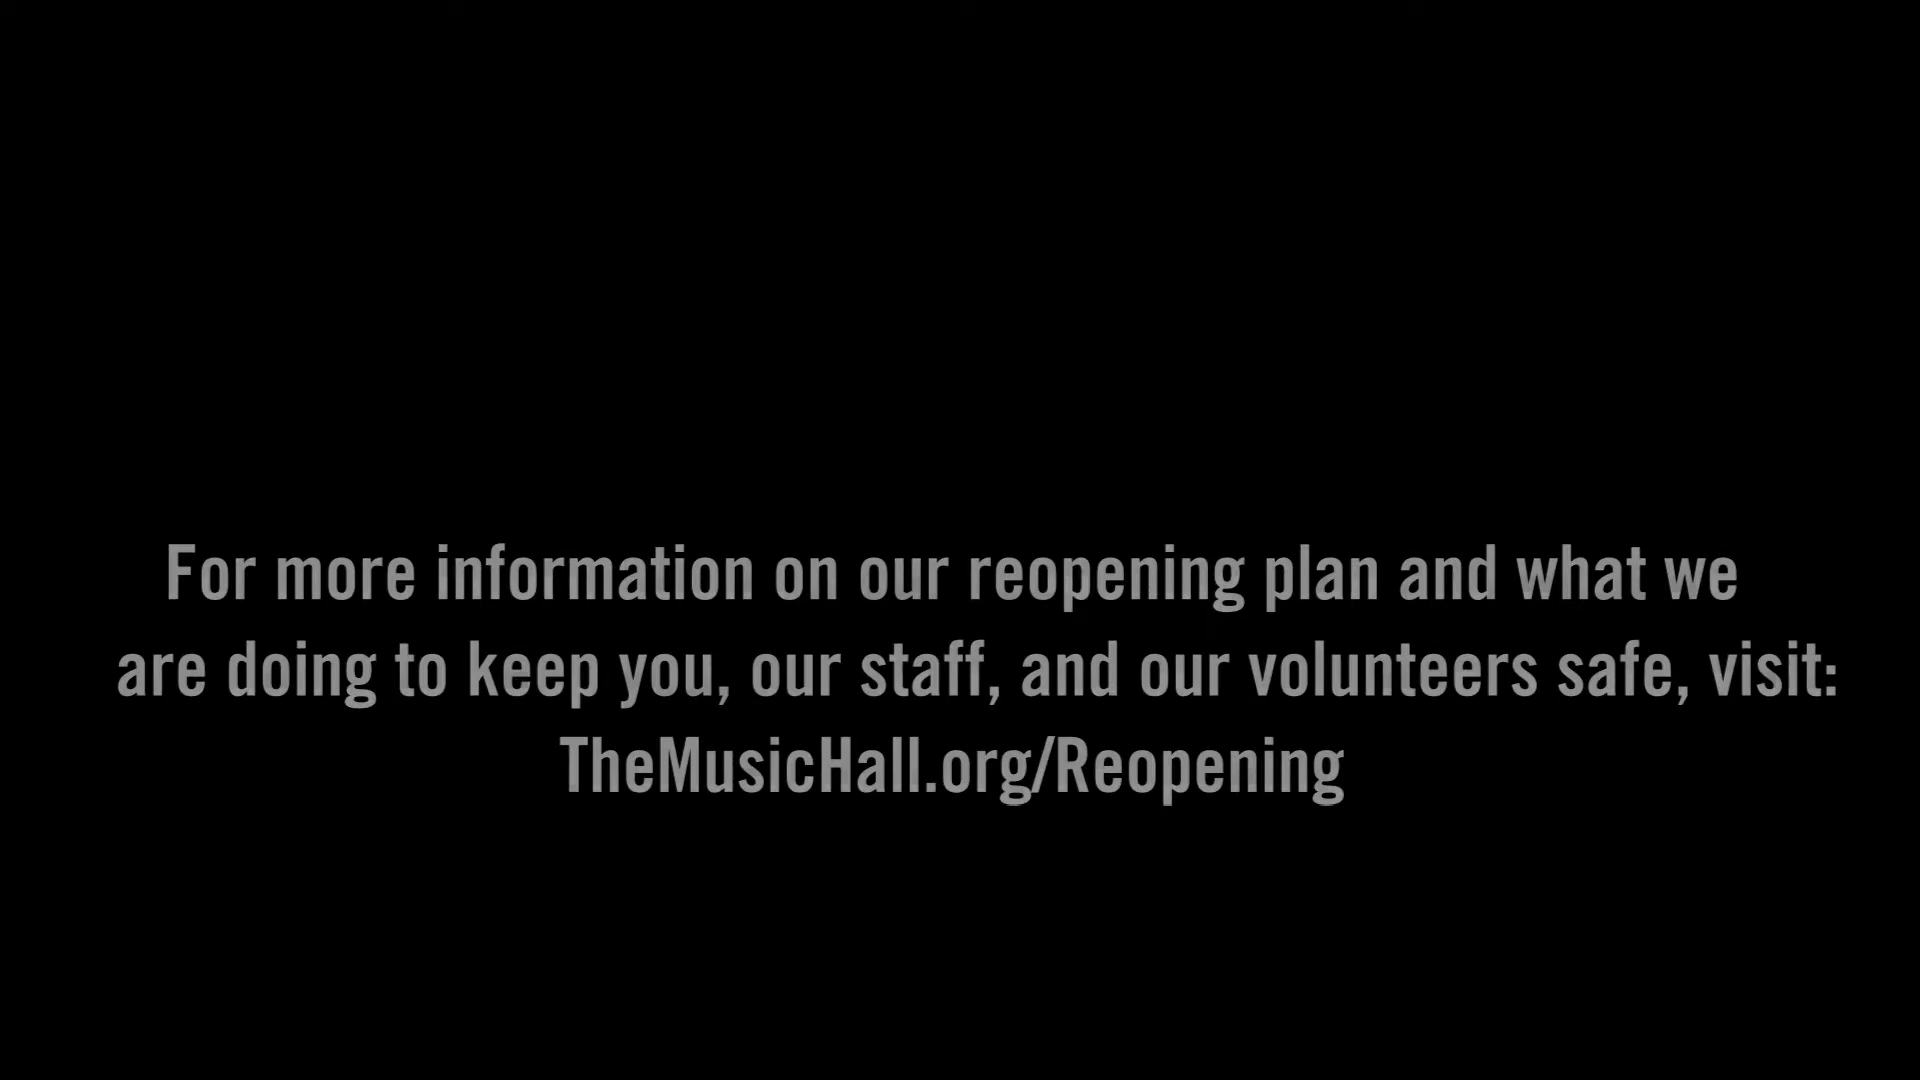 For more information on our reopening plan and what we
are doing to keep you, our staff, and our volunteers safe, visit:
TheMusicHall.org/Reopening